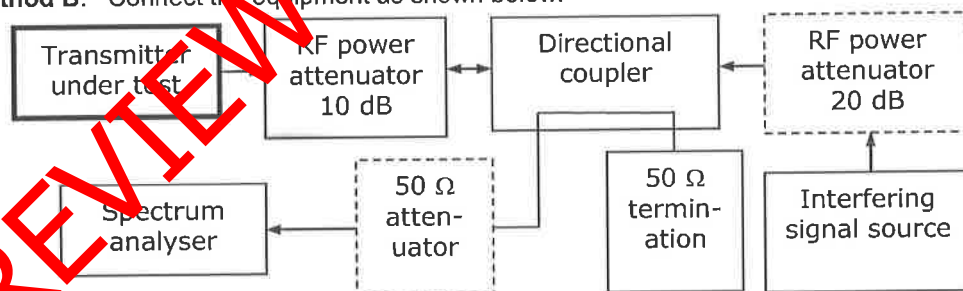 B. Connect the equipment as shown below.
Transmitter
under test
RF power
attenuator
10 dB
Directional
coupler
RF power
attenuator
20 dB
Spectrum
analyser
50 Ω
atten-
uator
50 Ω
termin-
ation
Interfering
signal source
REVIEW